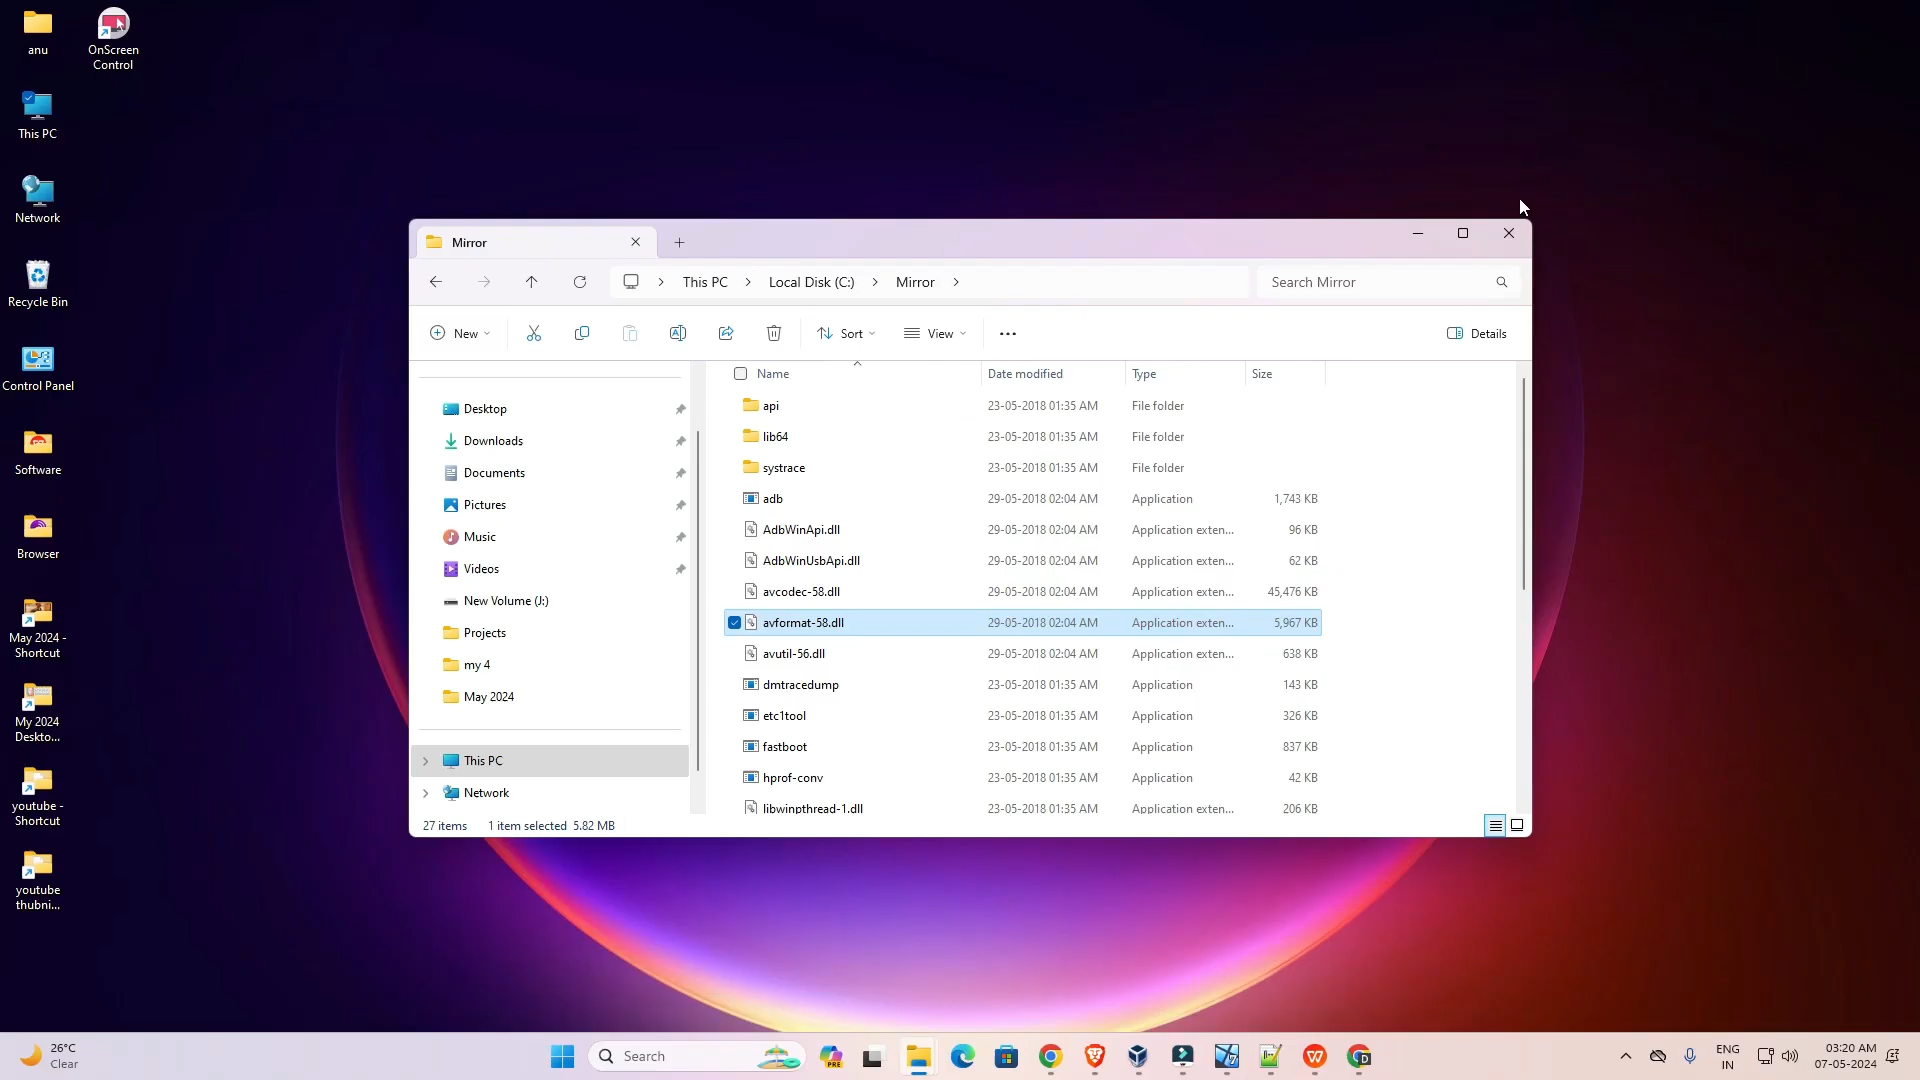 anu
OnScreen
Control
This PC
Network
Recycle Bin
Control Panel
Software
Browser
May 2024 -
Shortcut
My 2024
Deskto...
youtube -
Shortcut
youtube
thubni...
Mirror
This PC
Local Disk (C:)
Mirror
Search Mirror
New
Sort
View
Details
Desktop
Downloads
Documents
Pictures
Music
Videos
New Volume (J:)
Projects
my 4
May 2024
This PC
Network
Name Date modified Type Size
api 23-05-2018 01:35 AM File folder
lib64 23-05-2018 01:35 AM File folder
systrace 23-05-2018 01:35 AM File folder
adb 29-05-2018 02:04 AM Application 1,743 KB
AdbWinApi.dll 29-05-2018 02:04 AM Application exten... 96 KB
AdbWinUsbApi.dll 29-05-2018 02:04 AM Application exten... 62 KB
avcodec-58.dll 29-05-2018 02:04 AM Application exten... 45,476 KB
avformat-58.dll 29-05-2018 02:04 AM Application exten... 5,967 KB
avutil-56.dll 29-05-2018 02:04 AM Application exten... 638 KB
dmtracedump 23-05-2018 01:35 AM Application 143 KB
etc1tool 23-05-2018 01:35 AM Application 326 KB
fastboot 23-05-2018 01:35 AM Application 837 KB
hprof-conv 23-05-2018 01:35 AM Application 42 KB
libwinpthread-1.dll 23-05-2018 01:35 AM Application exten... 206 KB
27 items 1 item selected 5.82 MB
26°C
Clear
Search
PRE
ENG
IN
03:20 AM
07-05-2024